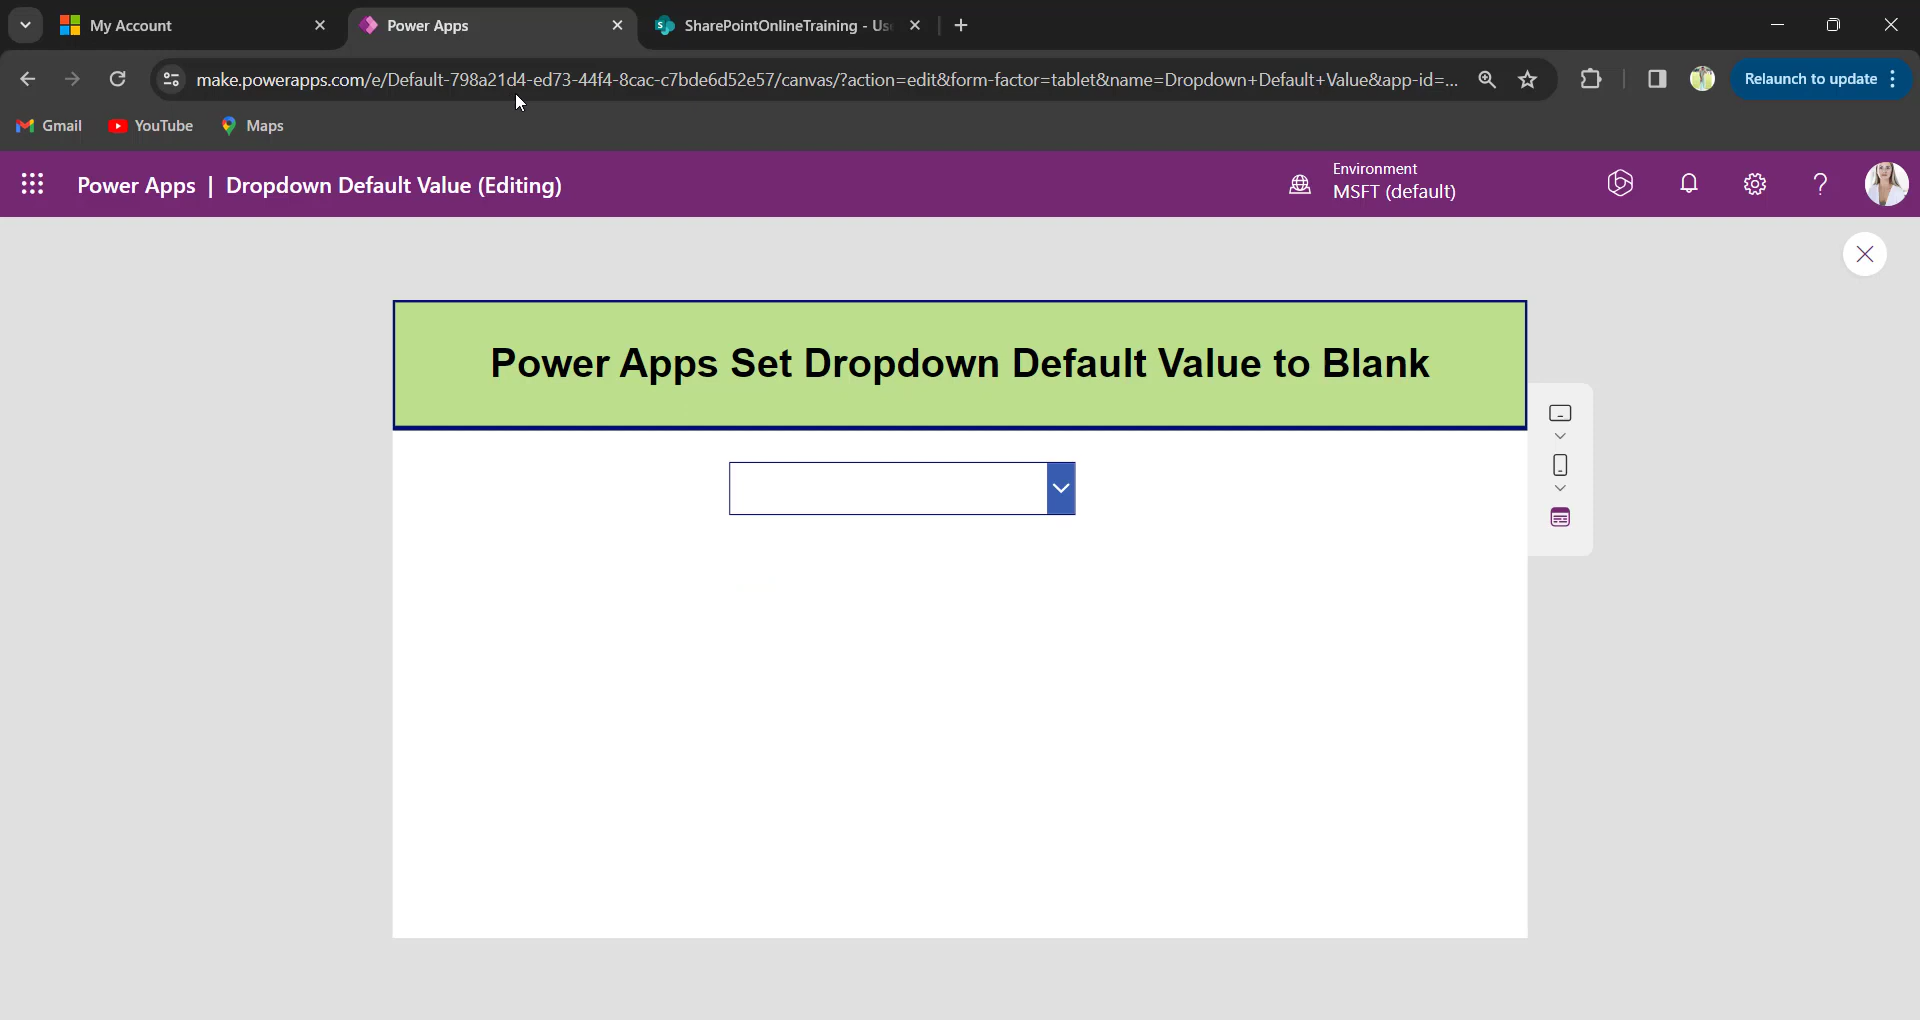 My Account
Power Apps
SharePointOnlineTraining - Us
make.powerapps.com/e/Default-798a21d4-ed73-44f4-8cac-c7bde6d52e57/canvas/?action=edit&form-factor=tablet&name=Dropdown+Default+Value&app-id=...
Relaunch to update
Gmail
YouTube
Maps
Power Apps | Dropdown Default Value (Editing)
Environment
MSFT (default)
Power Apps Set Dropdown Default Value to Blank